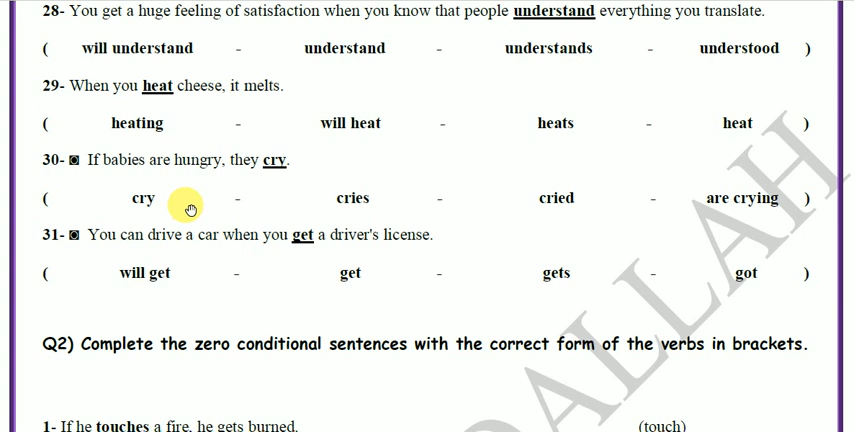 28- You get a huge feeling of satisfaction when you know that people understand everything you translate.
( will understand - understand - understands - understood )
29- When you heat cheese, it melts.
( heating - will heat - heats - heat )
30- ◙ If babies are hungry, they cry.
( cry - cries - cried - are crying )
31- ◙ You can drive a car when you get a driver's license.
( will get - get - gets - got )
Q2) Complete the zero conditional sentences with the correct form of the verbs in brackets.
1- If he touches a fire, he gets burned. (touch)
DALLAH